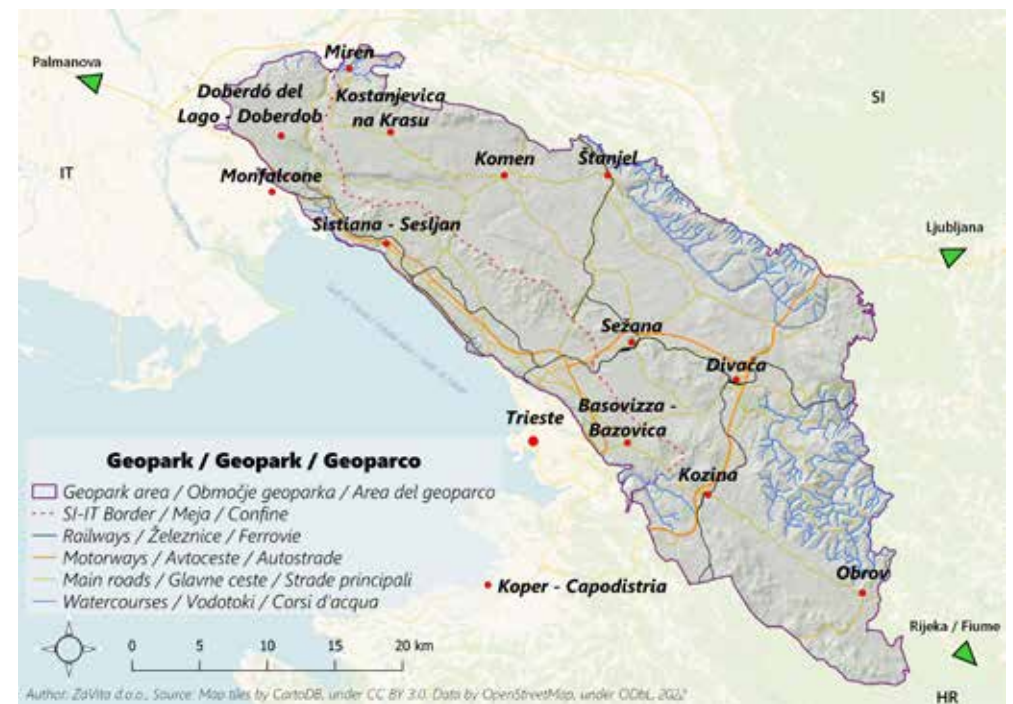 Miren
Palmanova
Doberdó del
Lago - Doberdob
Kostanjevica
na Krasu
SI
IT
Komen
Štanjel
Monfalcone
Sistiana - Sesljan
Ljubljana
Sežana
Divača
Basovizza -
Bazovica
Trieste
Kozina
Geopark / Geopark / Geoparco
Geopark area / Območje geoparka / Area del geoparco
SI-IT Border / Meja / Confine
Railways / Železnice / Ferrovie
Motorways / Avtoceste / Autostrade
Main roads / Glavne ceste / Strade principali
Watercourses / Vodotoki / Corsi d'acqua
Obrov
Koper - Capodistria
Rijeka / Fiume
0 5 10 15 20 km
HR
Author: ZaVita d.o.o., Source: Map tiles by CartoDB, under CC BY 3.0. Data by OpenStreetMap, under ODbL, 2022